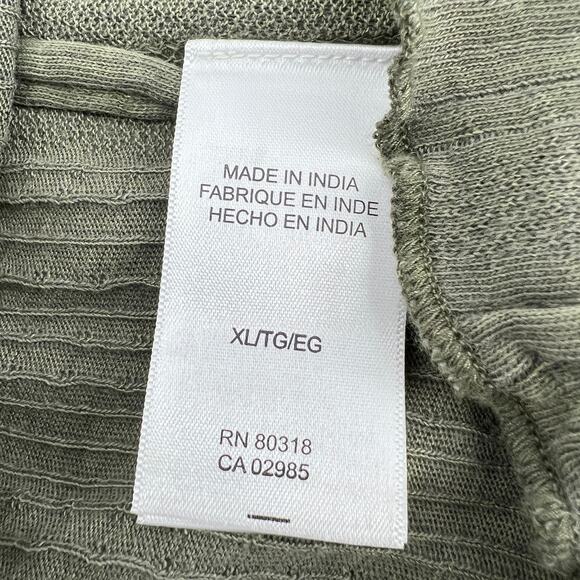 MADE IN INDIA
FABRIQUE EN INDE
HECHO EN INDIA
XL/TG/EG
RN 80318
CA 02985